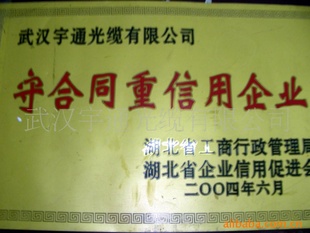 武汉宇通光缆有限公司
守合同重信用企业
湖北省工商行政管理局
湖北省企业信用促进会
二〇〇四年六月